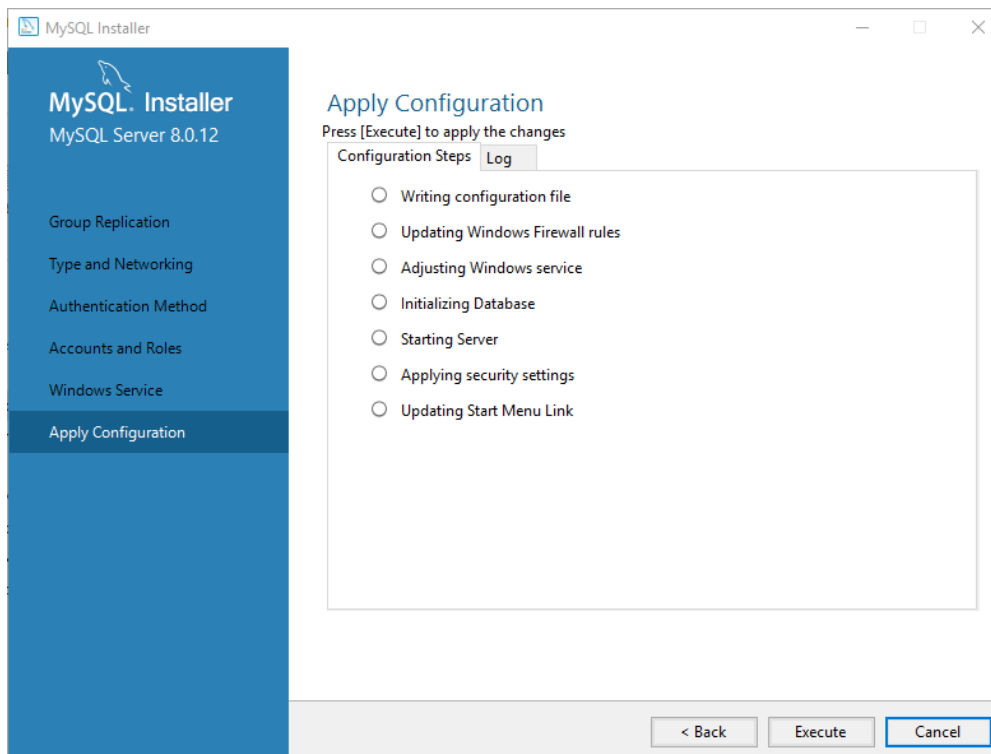 MySQL Installer
MySQL. Installer
MySQL Server 8.0.12
Group Replication
Type and Networking
Authentication Method
Accounts and Roles
Windows Service
Apply Configuration
Apply Configuration
Press [Execute] to apply the changes
Configuration Steps Log
Writing configuration file
Updating Windows Firewall rules
Adjusting Windows service
Initializing Database
Starting Server
Applying security settings
Updating Start Menu Link
< Back Execute Cancel